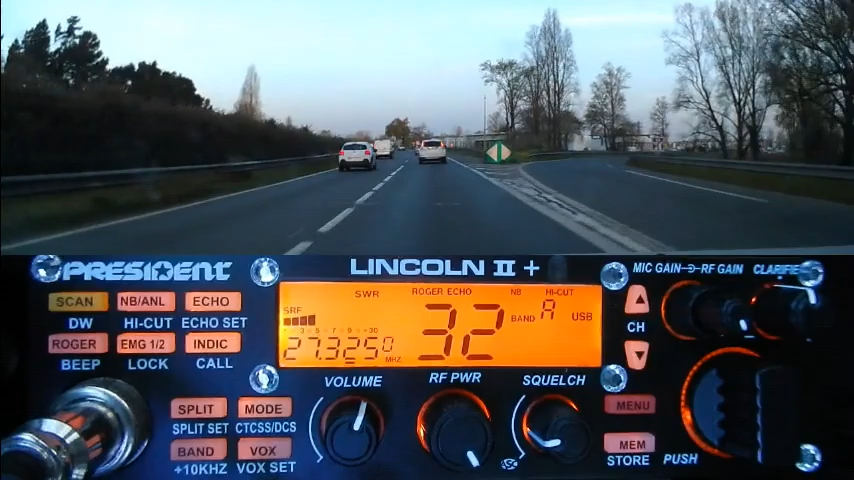 PRESIDENT
LINCOLN II +
MIC GAIN RF GAIN CLARIFIE
SCAN NB/ANL ECHO
DW HI-CUT ECHO SET
ROGER EMG 1/2 INDIC
BEEP LOCK CALL
SWR ROGER ECHO NB HI-CUT
SRF
32 BAND A USB
27.3250 MHZ
CH
VOLUME RF PWR SQUELCH
SPLIT MODE
SPLIT SET CTCSS/DCS
BAND VOX
+10KHZ VOX SET
MENU
MEM
STORE PUSH
ASC